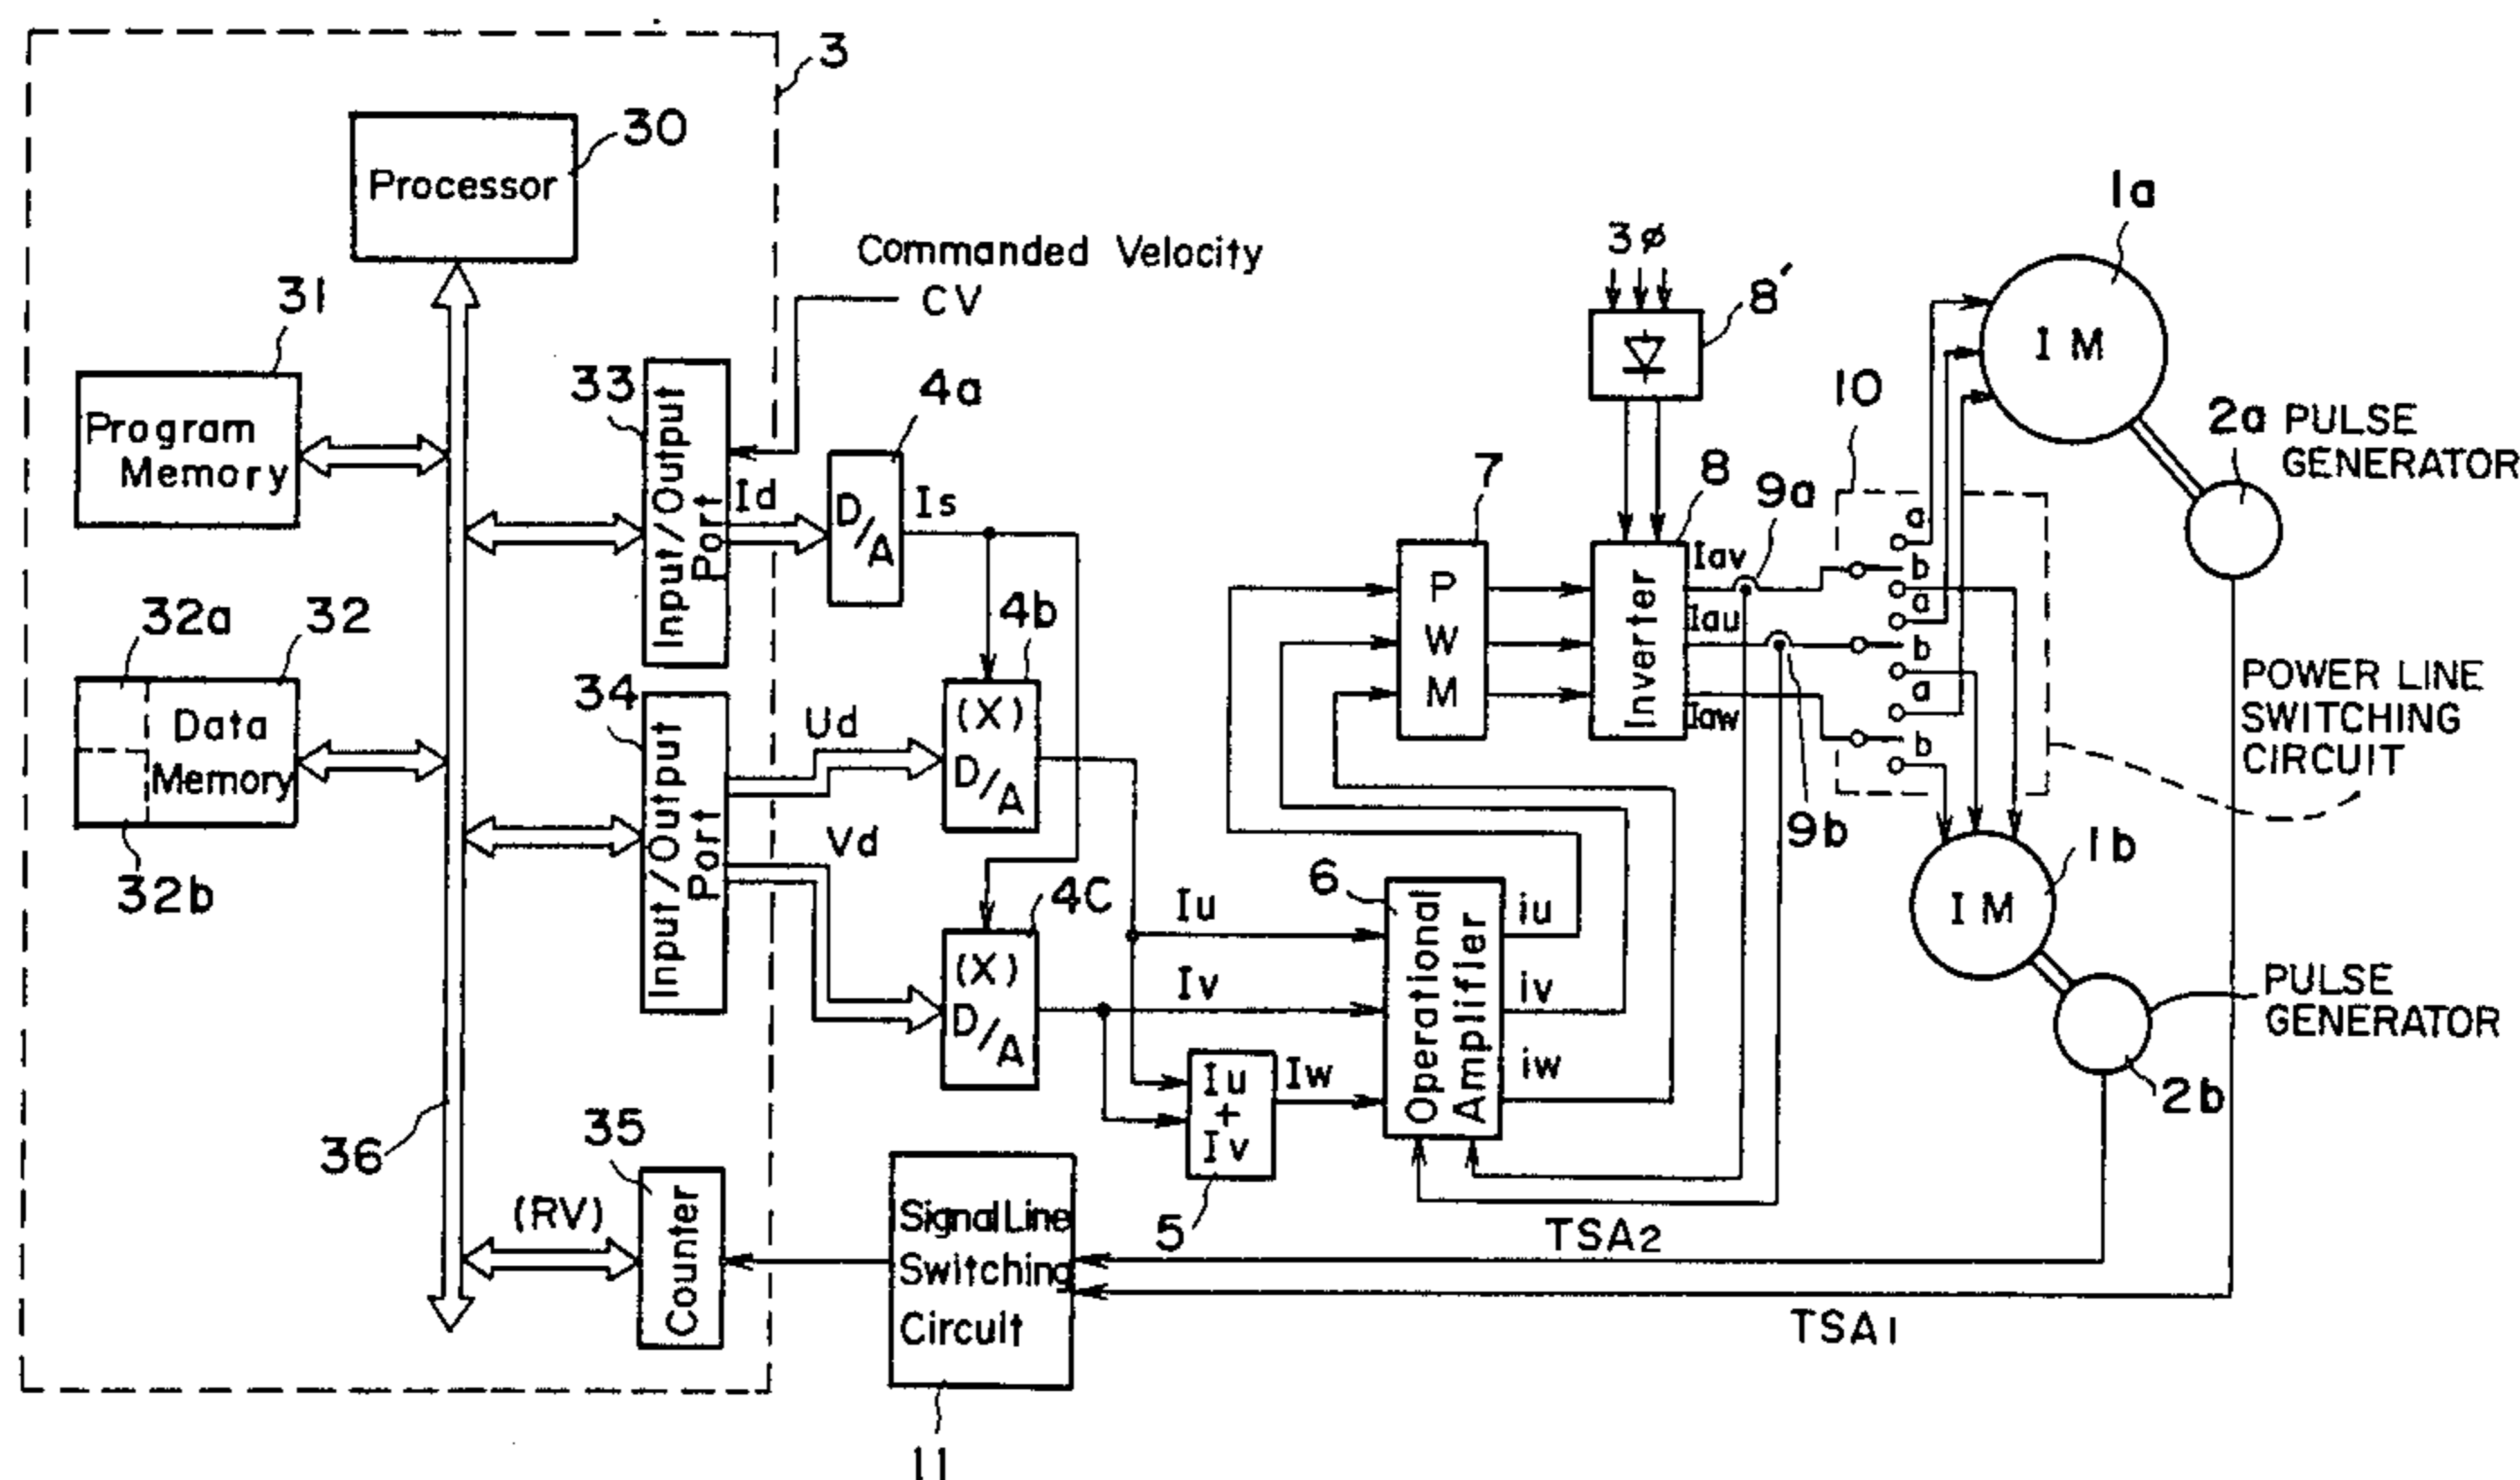 3
30
Processor
1a
Commanded Velocity
CV
3ø
8'
31
IM
33
4a
10
2a PULSE
GENERATOR
Program
Memory
Input/Output
Port
Id
D/A
Is
7
8
9a
a
b
a
b
a
b
32a
32
4b
P
W
M
Inverter
Iav
Iau
Iaw
POWER LINE
SWITCHING
CIRCUIT
34
Ud
(X)
D/A
Data
Memory
Input/Output
Port
9b
1b
32b
Vd
4C
6
IM
Iu
iu
(X)
D/A
Iv
Operational
Amplifier
iv
PULSE
GENERATOR
Iu
+
Iv
Iw
iw
2b
36
35
(RV)
Counter
Signal Line
Switching
Circuit
5
TSA2
TSA1
11